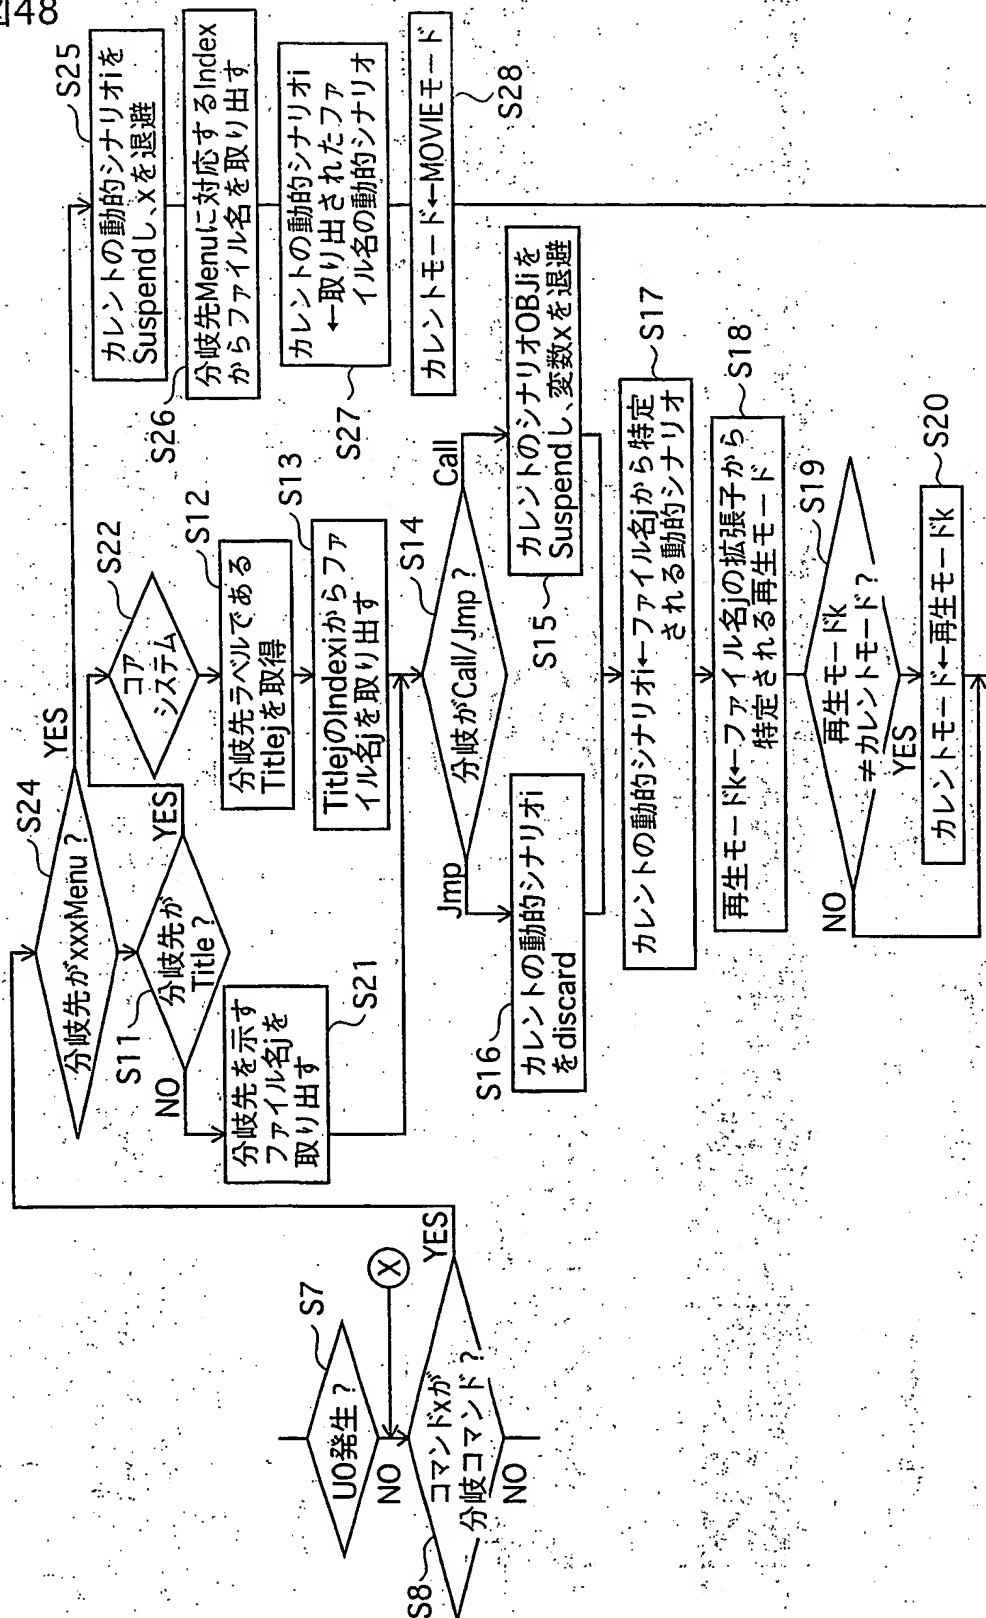 図48
UO発生？
S7
NO
X
コマンドxが
分岐コマンド？
S8
YES
NO
分岐先がxxxMenu？
S24
YES
分岐先が
Title？
S11
YES
NO
分岐先を示す
ファイル名jを
取り出す
S21
コア
システム
S22
分岐先ラベルである
Titlejを取得
S12
TitlejのIndexiからファ
イル名jを取り出す
S13
分岐がCall/Jmp？
S14
Jmp
Call
カレントの動的シナリオi
をdiscard
S16
カレントのシナリオOBJiを
Suspendし、変数xを退避
S15
カレントの動的シナリオi←ファイル名jから特定
される動的シナリオ
S17
再生モードk←ファイル名jの拡張子から
特定される再生モード
S18
再生モードk
≠カレントモード？
S19
NO
YES
カレントモード←再生モードk
S20
カレントの動的シナリオiを
Suspendし、xを退避
S25
分岐先Menuに対応するIndex
からファイル名を取り出す
S26
カレントの動的シナリオi
←取り出されたファ
イル名の動的シナリオ
S27
カレントモード←MOVIEモード
S28